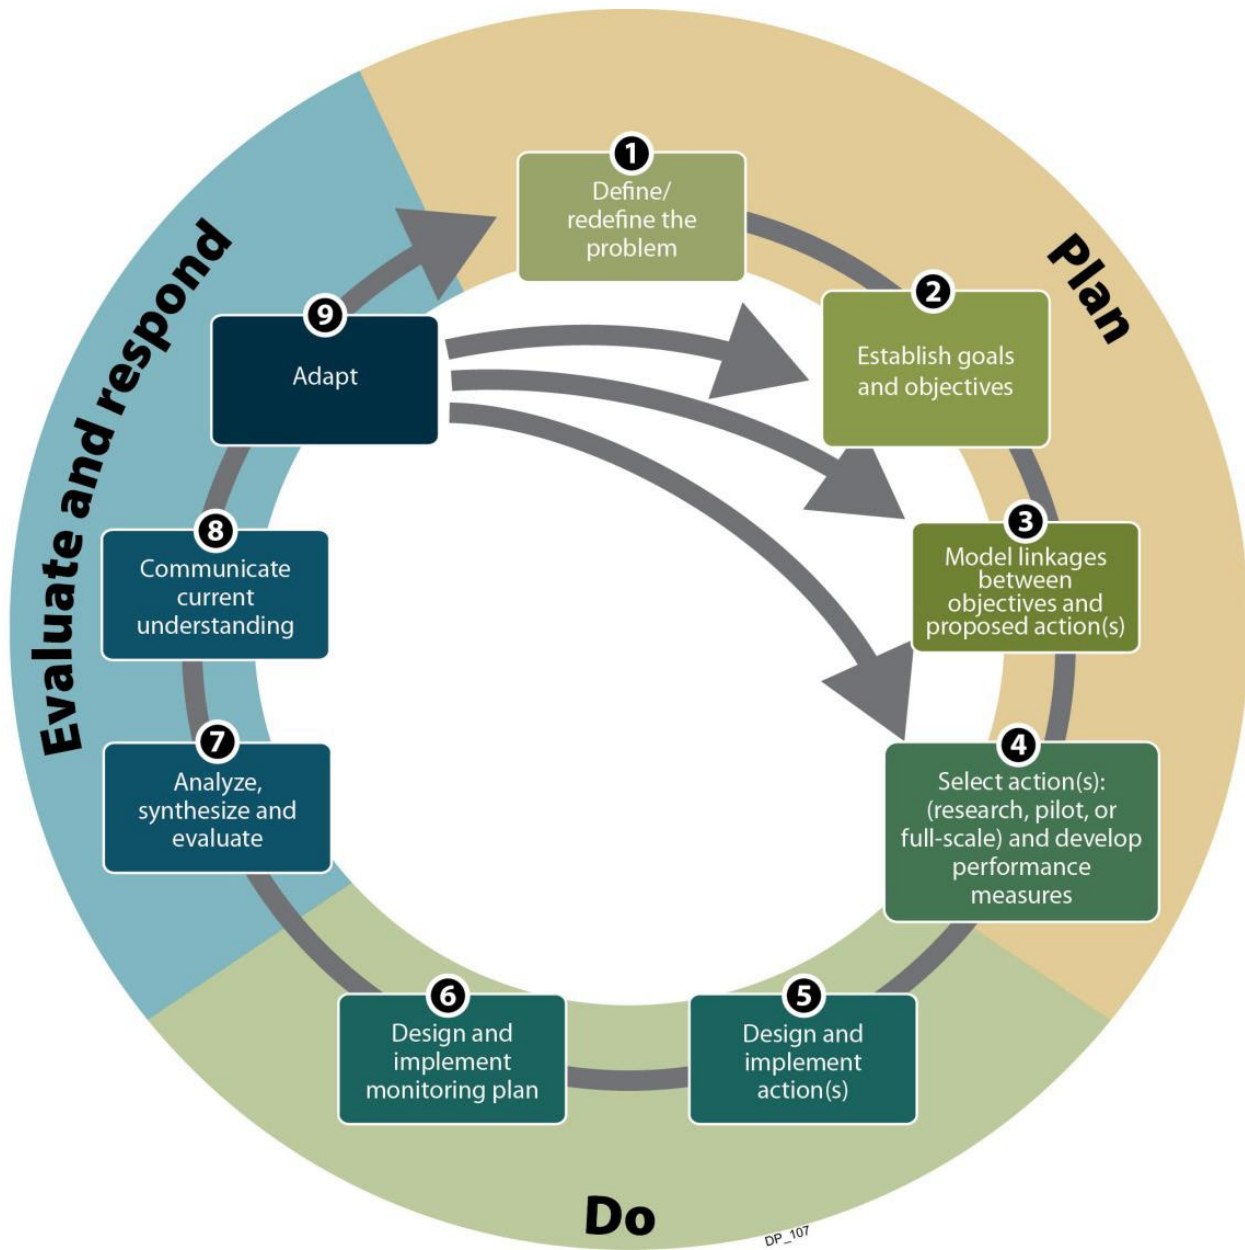 Plan
1
Define/
redefine the
problem
2
Establish goals
and objectives
3
Model linkages
between
objectives and
proposed action(s)
4
Select action(s):
(research, pilot, or
full-scale) and develop
performance
measures
Do
5
Design and
implement
action(s)
6
Design and
implement
monitoring plan
Evaluate and respond
7
Analyze,
synthesize and
evaluate
8
Communicate
current
understanding
9
Adapt
DP_107